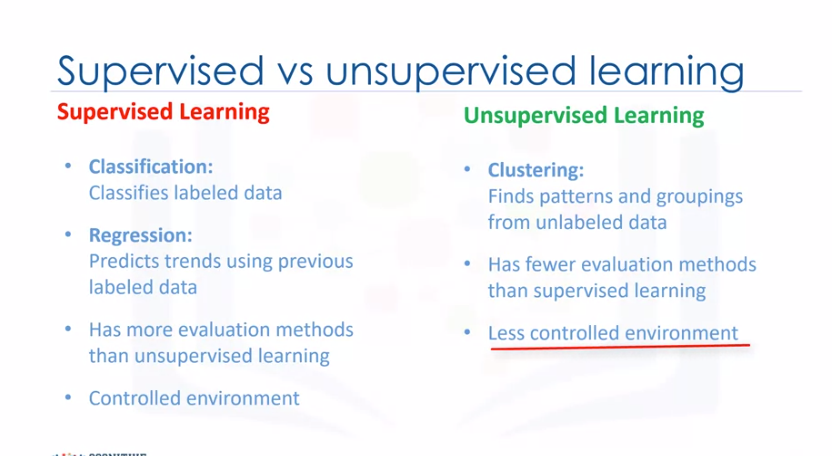 Supervised vs unsupervised learning
Supervised Learning
• Classification:
Classifies labeled data
• Regression:
Predicts trends using previous
labeled data
• Has more evaluation methods
than unsupervised learning
• Controlled environment
Unsupervised Learning
• Clustering:
Finds patterns and groupings
from unlabeled data
• Has fewer evaluation methods
than supervised learning
• Less controlled environment